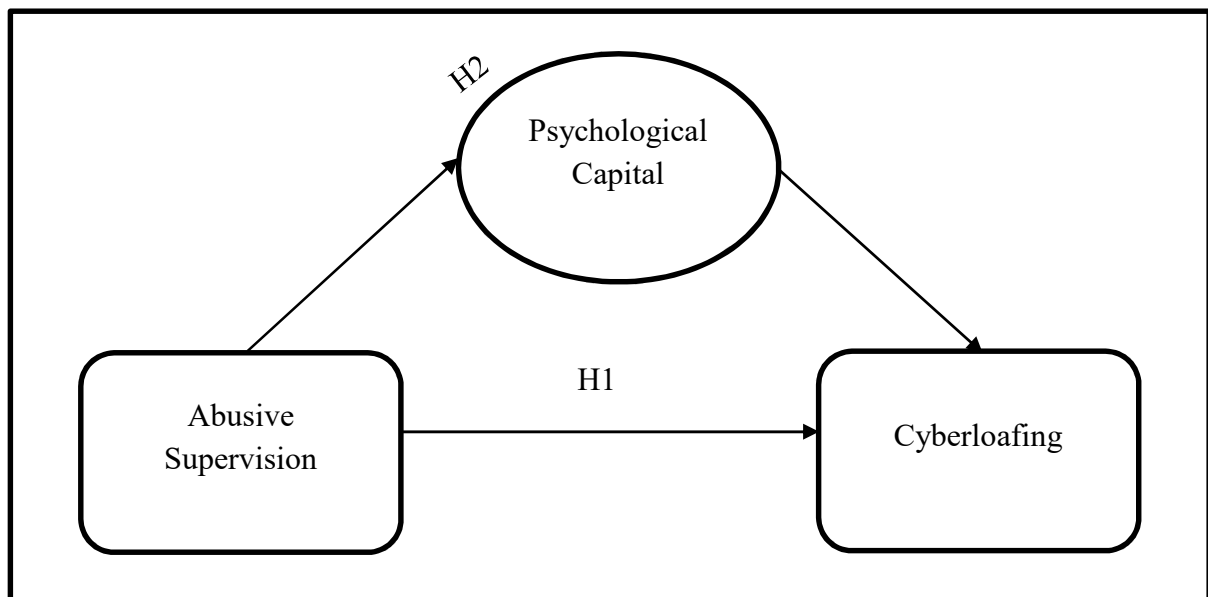 H2
Psychological
Capital
H1
Abusive
Supervision
Cyberloafing